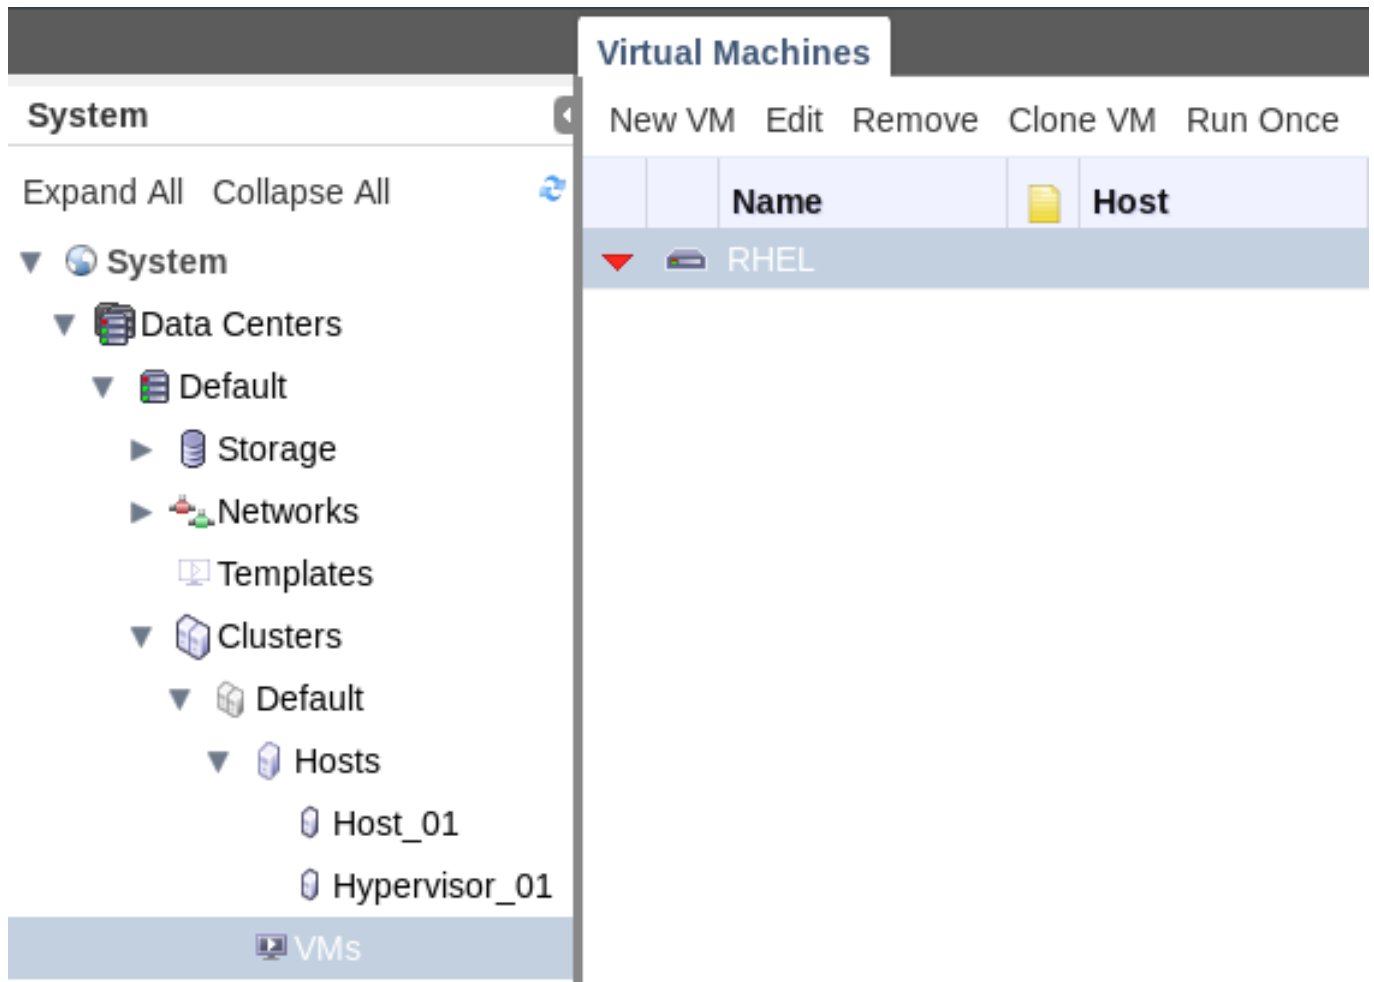 Virtual Machines
System
New VM Edit Remove Clone VM Run Once
Expand All Collapse All
Name Host
System
RHEL
Data Centers
Default
Storage
Networks
Templates
Clusters
Default
Hosts
Host_01
Hypervisor_01
VMs